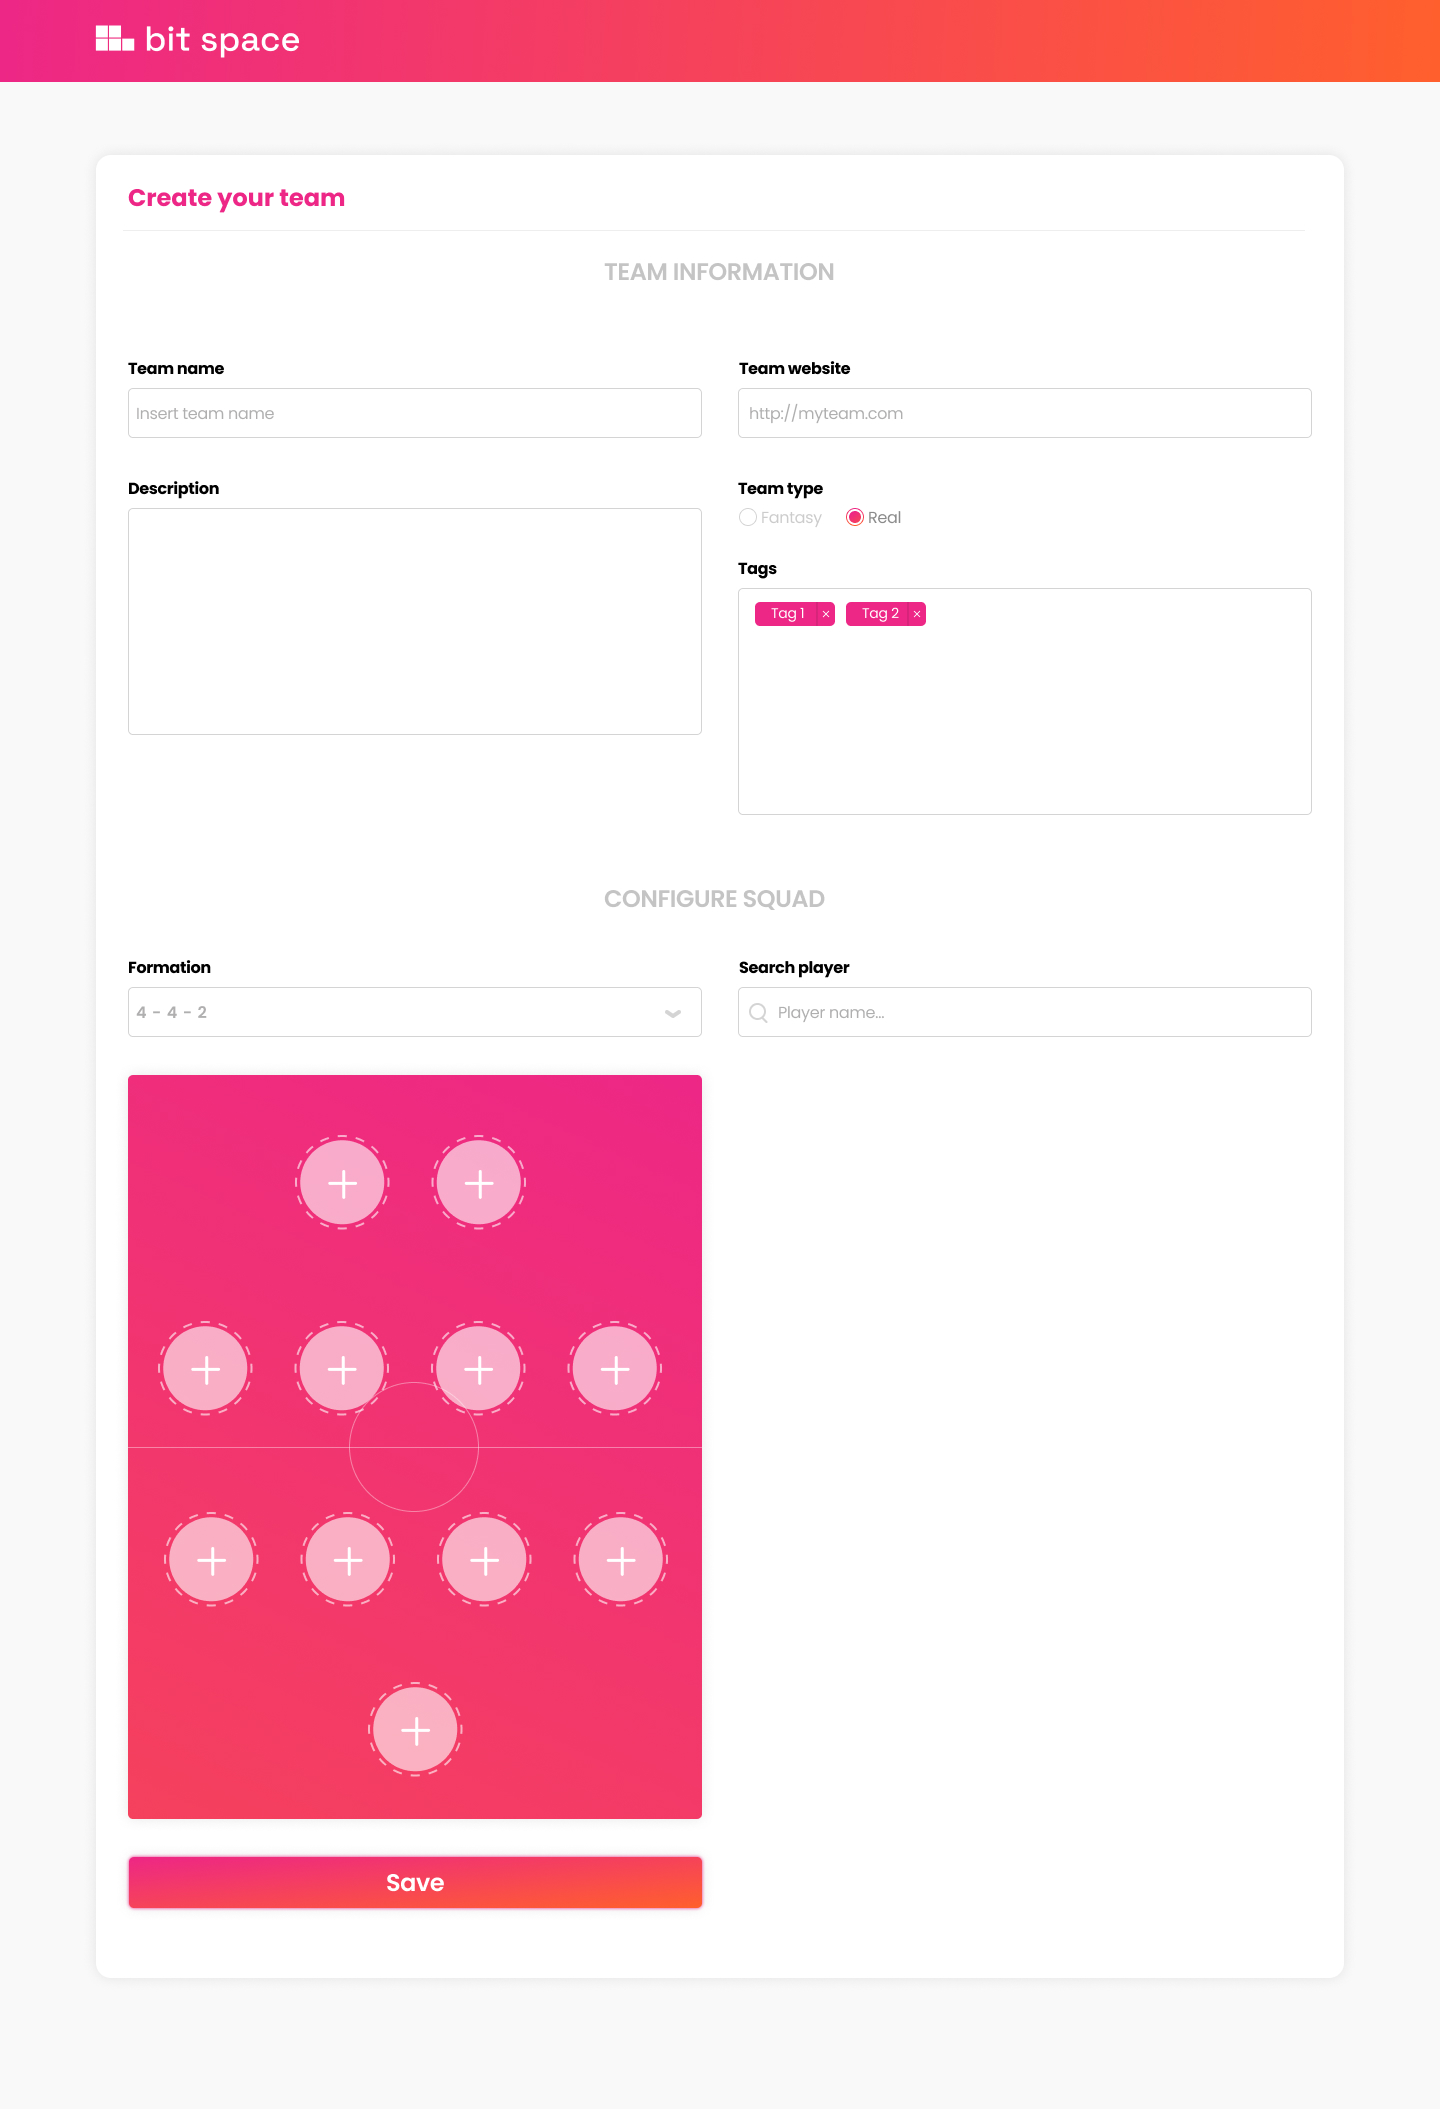 bit space
Create your team
TEAM INFORMATION
Team name
Team website
Insert team name
http://myteam.com
Description
Team type
Fantasy
Real
Tags
Tag 1 ×
Tag 2 ×
CONFIGURE SQUAD
Formation
Search player
4 - 4 - 2
Player name...
Save